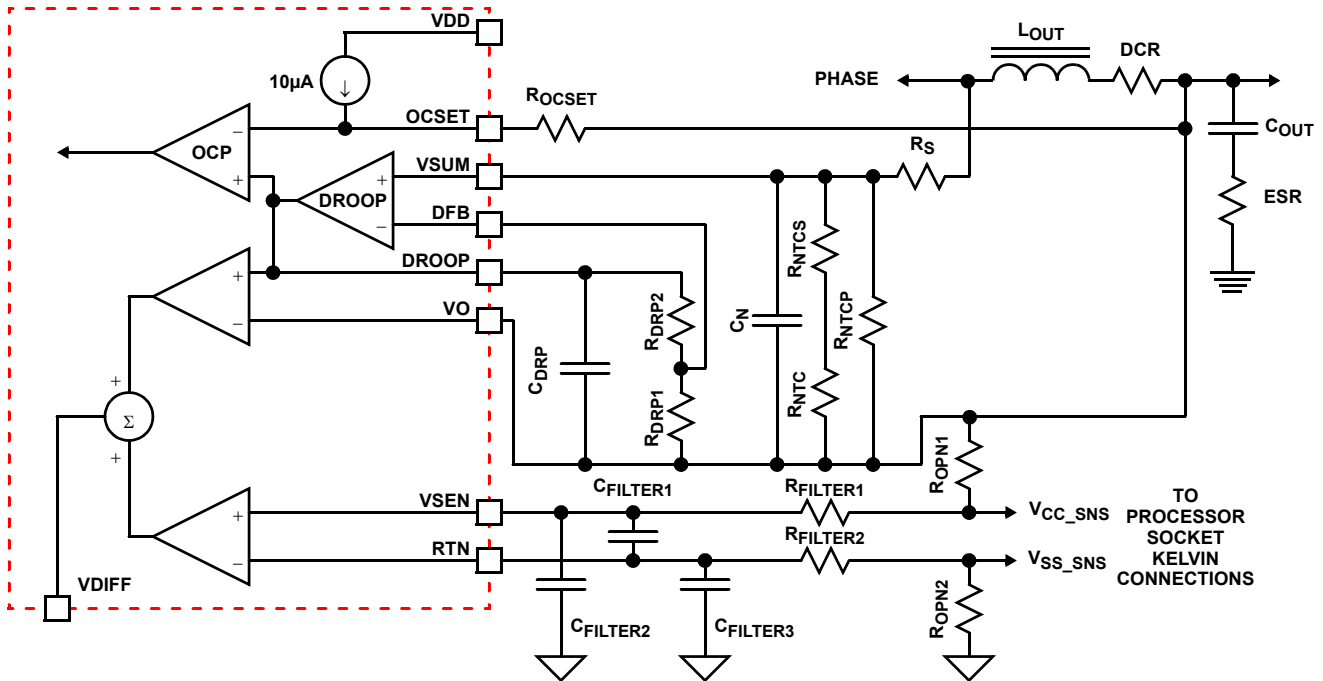 VDD
10µA
↓
OCSET
ROCSET
PHASE
LOUT
DCR
COUT
ESR
−
OCP
+
VSUM
RS
+
DROOP
−
DFB
DROOP
+
−
VO
CDRP
RDRP2
RDRP1
CN
RNTCS
RNTC
RNTCP
+
Σ
+
ROPN1
CFILTER1
RFILTER1
VSEN
+
−
RTN
RFILTER2
VCC_SNS
VSS_SNS
TO
PROCESSOR
SOCKET
KELVIN
CONNECTIONS
VDIFF
CFILTER2
CFILTER3
ROPN2